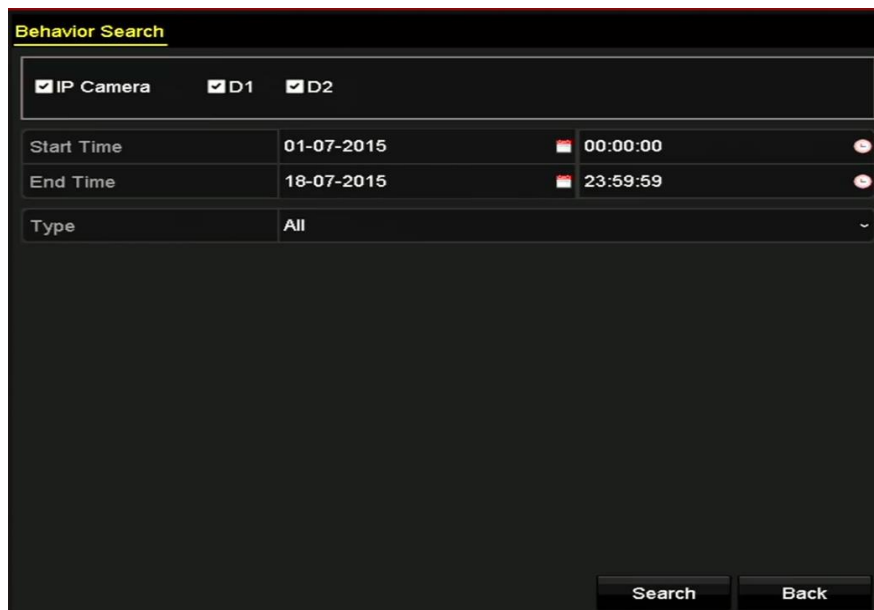 Behavior Search
IP Camera D1 D2
Start Time 01-07-2015 00:00:00
End Time 18-07-2015 23:59:59
Type All
Search Back